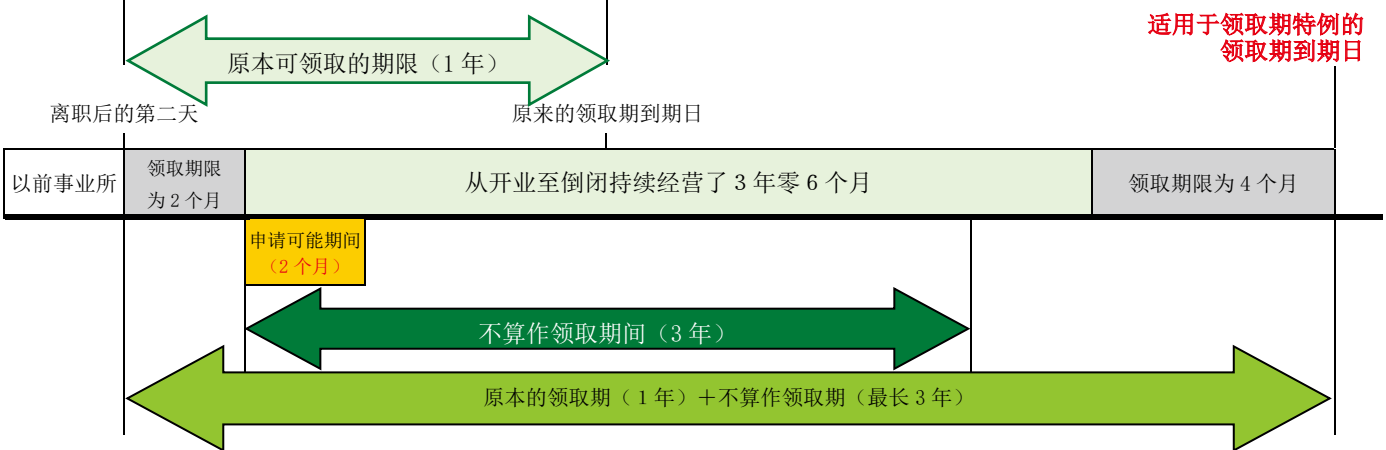 适用于领取期特例的
领取期到期日
原本可领取的期限（1 年）
离职后的第二天
原来的领取期到期日
以前事业所
领取期限
为 2 个月
从开业至倒闭持续经营了 3 年零 6 个月
领取期限为 4 个月
申请可能期间
（2 个月）
不算作领取期间（3 年）
原本的领取期（ 1 年）＋不算作领取期（最长 3 年）